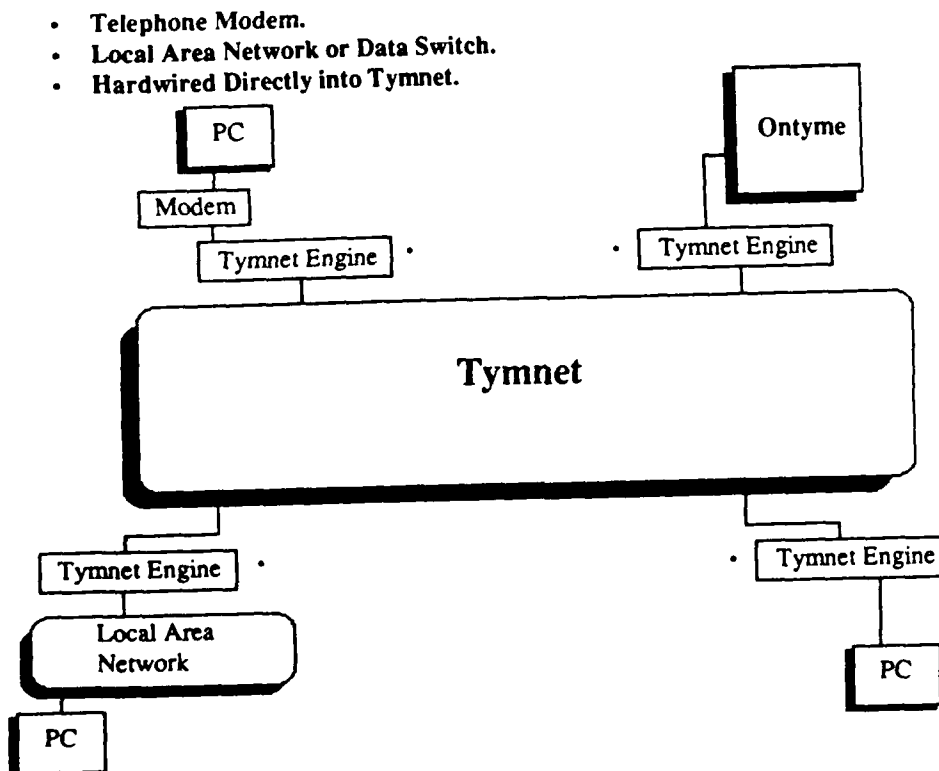 • Telephone Modem.
• Local Area Network or Data Switch.
• Hardwired Directly into Tymnet.
PC
Ontyme
Modem
Tymnet Engine
Tymnet Engine
Tymnet
Tymnet Engine
Tymnet Engine
Local Area
Network
PC
PC